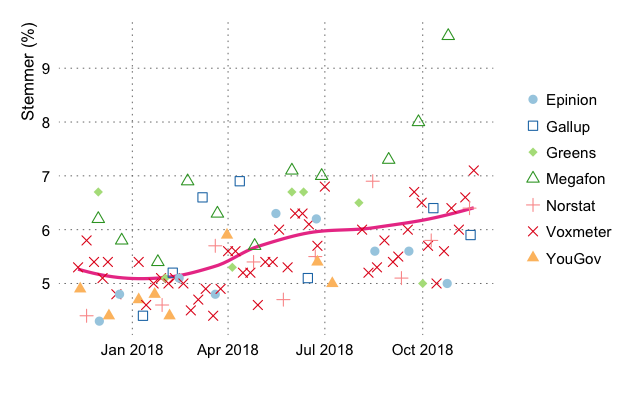 Stemmer (%)
9
8
7
6
5
Jan 2018
Apr 2018
Jul 2018
Oct 2018
Epinion
Gallup
Greens
Megafon
Norstat
Voxmeter
YouGov